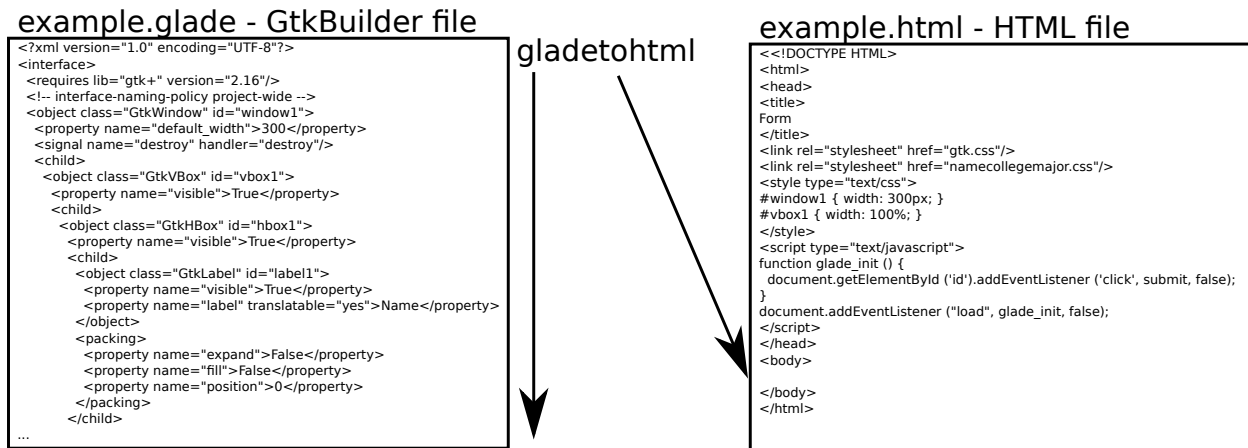 example.glade - GtkBuilder file
<?xml version="1.0" encoding="UTF-8"?>
<interface>
<requires lib="gtk+" version="2.16"/>
<!-- interface-naming-policy project-wide -->
<object class="GtkWindow" id="window1">
<property name="default_width">300</property>
<signal name="destroy" handler="destroy"/>
<child>
<object class="GtkVBox" id="vbox1">
<property name="visible">True</property>
<child>
<object class="GtkHBox" id="hbox1">
<property name="visible">True</property>
<child>
<object class="GtkLabel" id="label1">
<property name="visible">True</property>
<property name="label" translatable="yes">Name</property>
</object>
<packing>
<property name="expand">False</property>
<property name="fill">False</property>
<property name="position">0</property>
</packing>
</child>
...
gladetohtml
example.html - HTML file
<<!DOCTYPE HTML>
<html>
<head>
<title>
Form
</title>
<link rel="stylesheet" href="gtk.css"/>
<link rel="stylesheet" href="namecollegemajor.css"/>
<style type="text/css">
#window1 { width: 300px; }
#vbox1 { width: 100%; }
</style>
<script type="text/javascript">
function glade_init () {
document.getElementById ('id').addEventListener ('click', submit, false);
}
document.addEventListener ("load", glade_init, false);
</script>
</head>
<body>
</body>
</html>